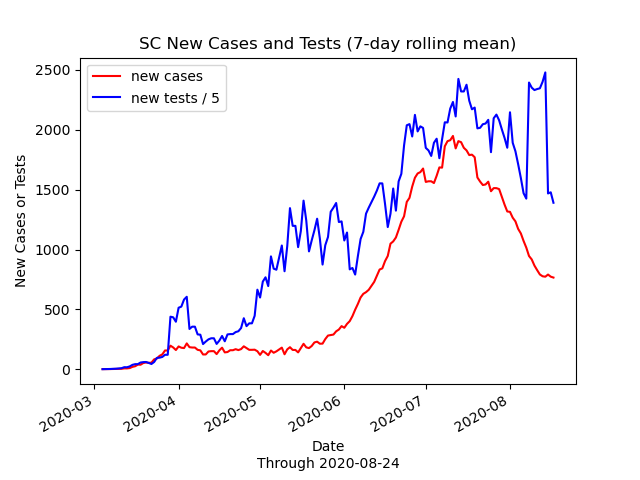 SC New Cases and Tests (7-day rolling mean)
new cases
new tests / 5
New Cases or Tests
2500
2000
1500
1000
500
0
2020-03
2020-04
2020-05
2020-06
2020-07
2020-08
Date
Through 2020-08-24